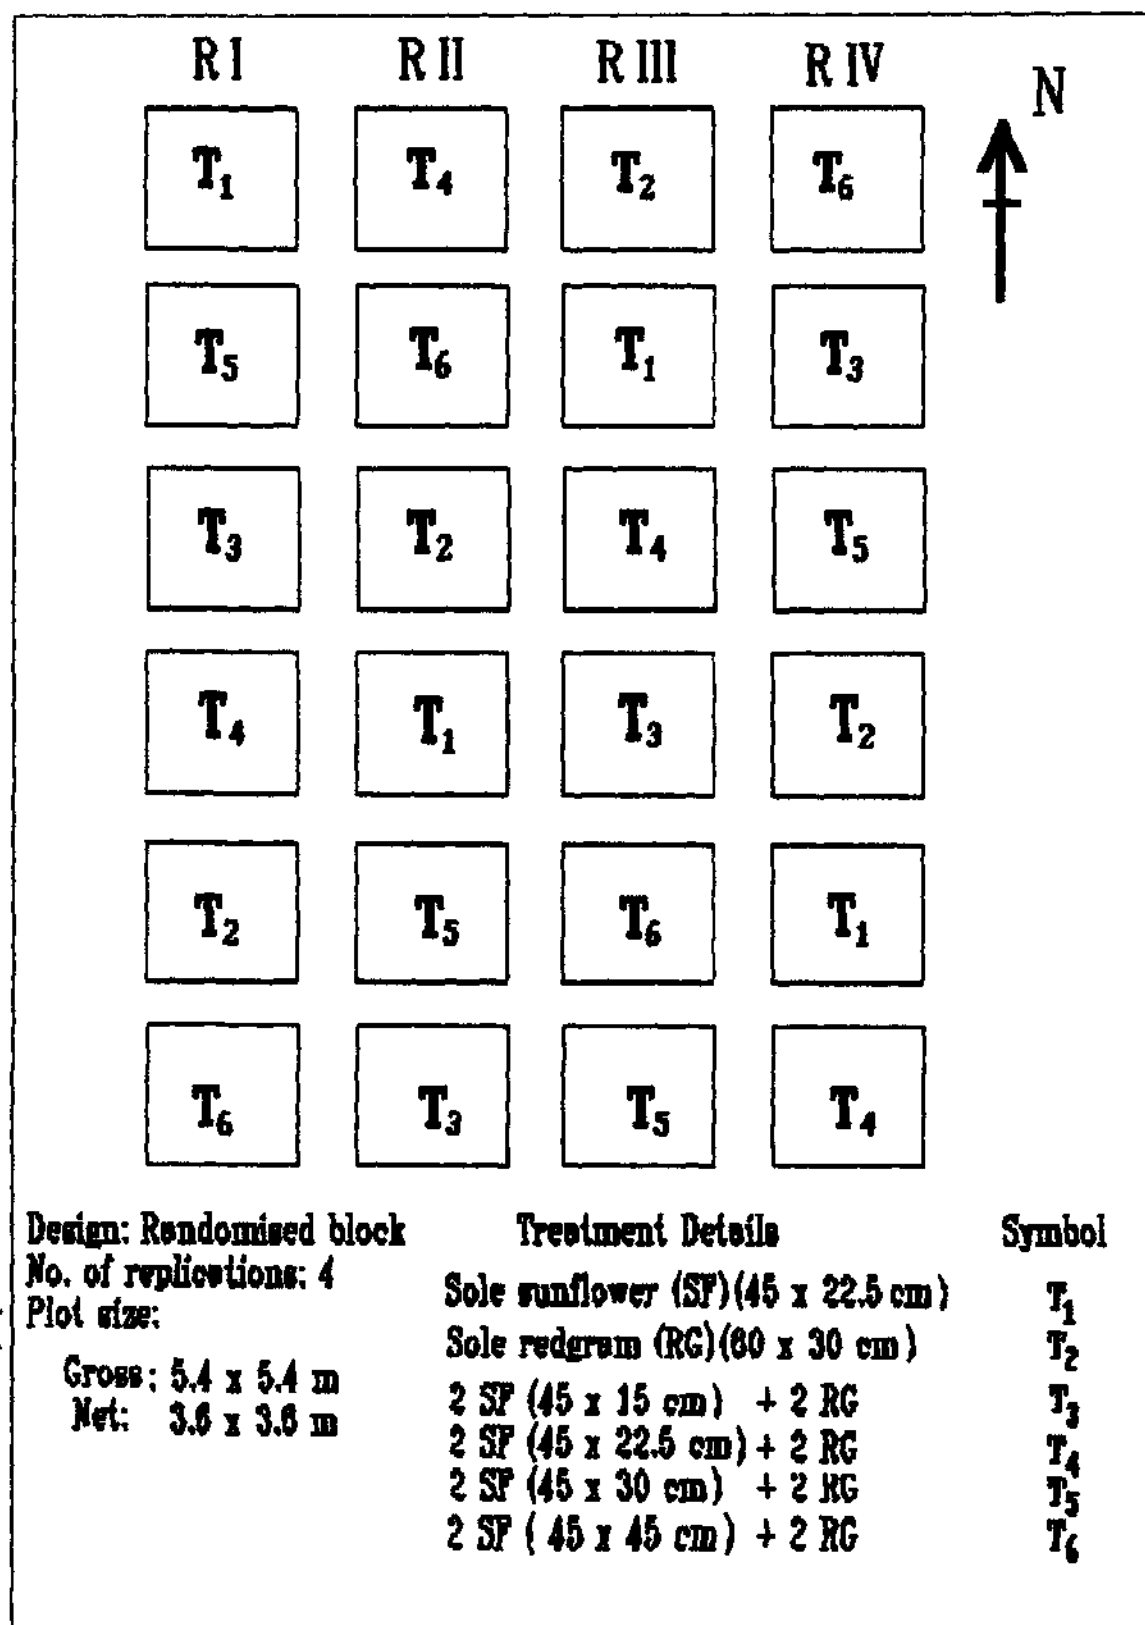 R I R II R III R IV
N
T1 T4 T2 T6
T5 T6 T1 T3
T3 T2 T4 T5
T4 T1 T3 T2
T2 T5 T6 T1
T6 T3 T5 T4
Design: Randomised block
No. of replications: 4
Plot size:
Gross: 5.4 x 5.4 m
Net: 3.6 x 3.6 m
Treatment Details Symbol
Sole sunflower (SF)(45 x 22.5 cm) T1
Sole redgram (RG)(60 x 30 cm) T2
2 SF (45 x 15 cm) + 2 RG T3
2 SF (45 x 22.5 cm) + 2 RG T4
2 SF (45 x 30 cm) + 2 RG T5
2 SF ( 45 x 45 cm) + 2 RG T6